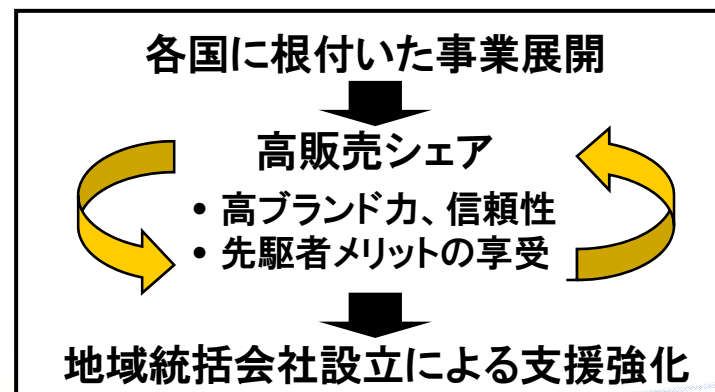 各国に根付いた事業展開
高販売シェア
• 高ブランド力、信頼性
• 先駆者メリットの享受
地域統括会社設立による支援強化